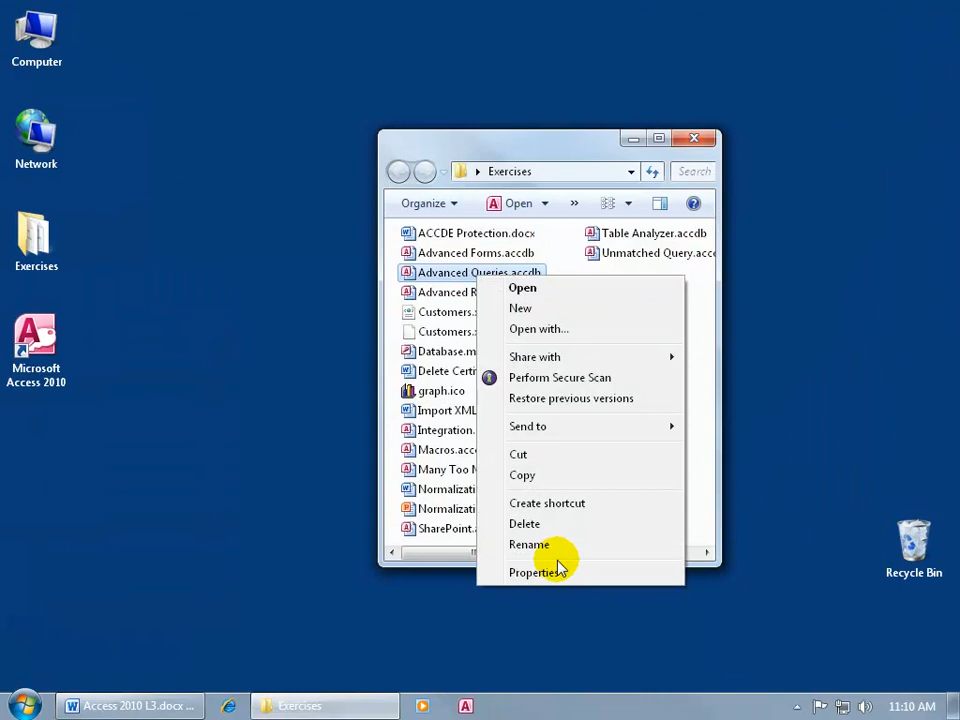 Computer
Network
Exercises
Microsoft
Access 2010
Exercises
Search
Organize
Open
»
ACCDE Protection.docx
Advanced Forms.accdb
Advanced Queries.accdb
Advanced R
Customers.
Customers.
Database.m
Delete Certi
graph.ico
Import XML
Integration.
Macros.acc
Many Too M
Normalizati
Normalizati
SharePoint.
Table Analyzer.accdb
Unmatched Query.acc
Open
New
Open with...
Share with
Perform Secure Scan
Restore previous versions
Send to
Cut
Copy
Create shortcut
Delete
Rename
Properties
Recycle Bin
Access 2010 L3.docx ...
Exercises
11:10 AM